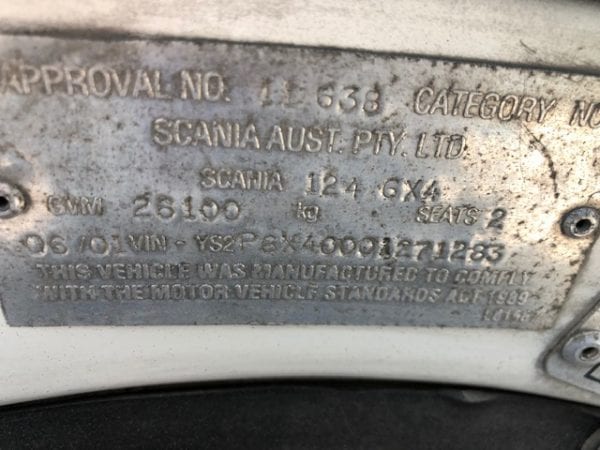 APPROVAL NO. 11638 CATEGORY NC
SCANIA AUST. PTY. LTD
SCANIA 124 6X4
GVM 26100 kg SEATS 2
06/01 VIN - YS2P6X40001271283
THIS VEHICLE WAS MANUFACTURED TO COMPLY
WITH THE MOTOR VEHICLE STANDARDS ACT 1989